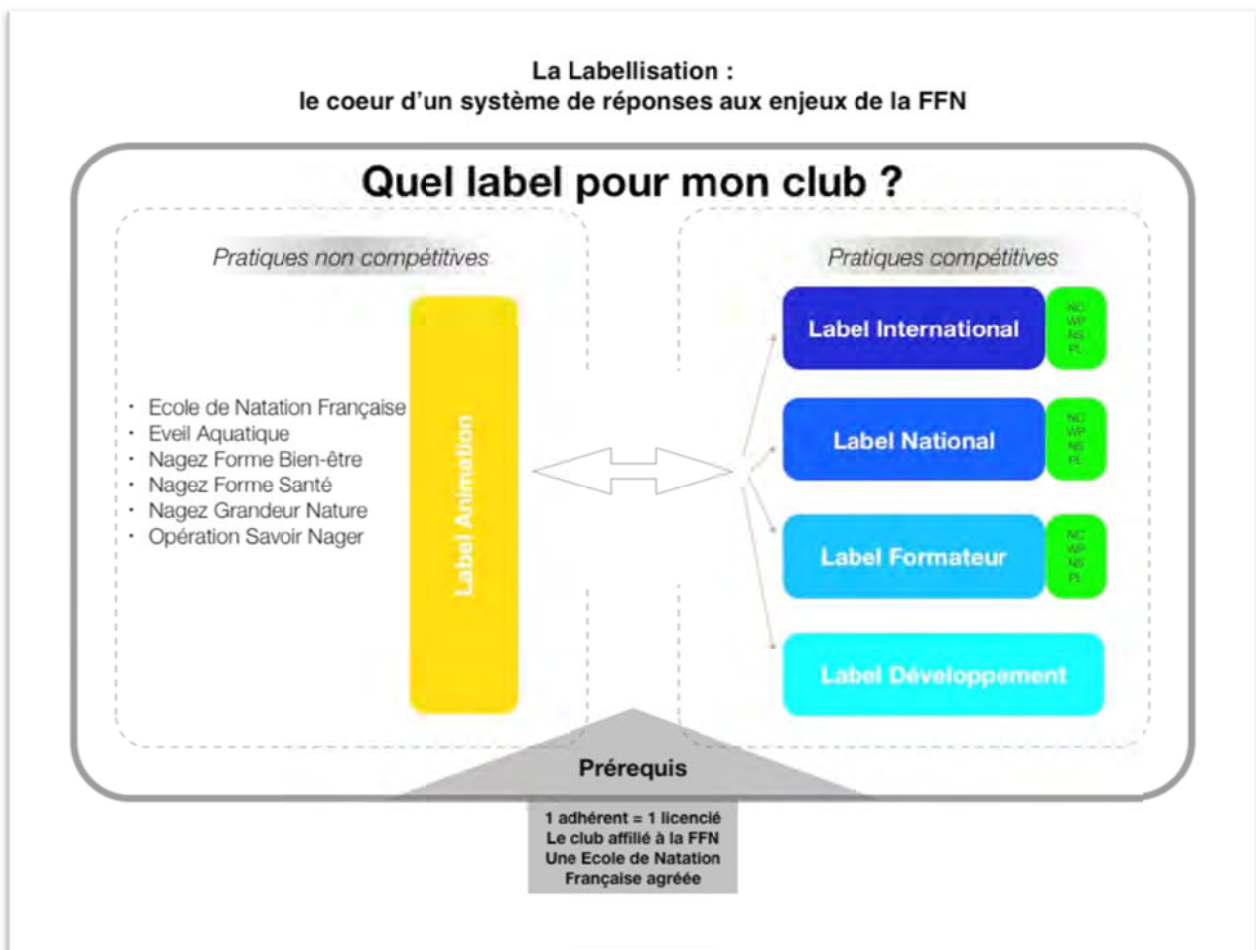 La Labellisation :
le coeur d'un système de réponses aux enjeux de la FFN
Quel label pour mon club ?
Pratiques non compétitives
• Ecole de Natation Française
• Eveil Aquatique
• Nagez Forme Bien-être
• Nagez Forme Santé
• Nagez Grandeur Nature
• Opération Savoir Nager
Label Animation
Pratiques compétitives
Label International
NC
WP
NS
PL
Label National
NC
WP
NS
PL
Label Formateur
NC
WP
NS
PL
Label Développement
Prérequis
1 adhérent = 1 licencié
Le club affilié à la FFN
Une Ecole de Natation
Française agréée